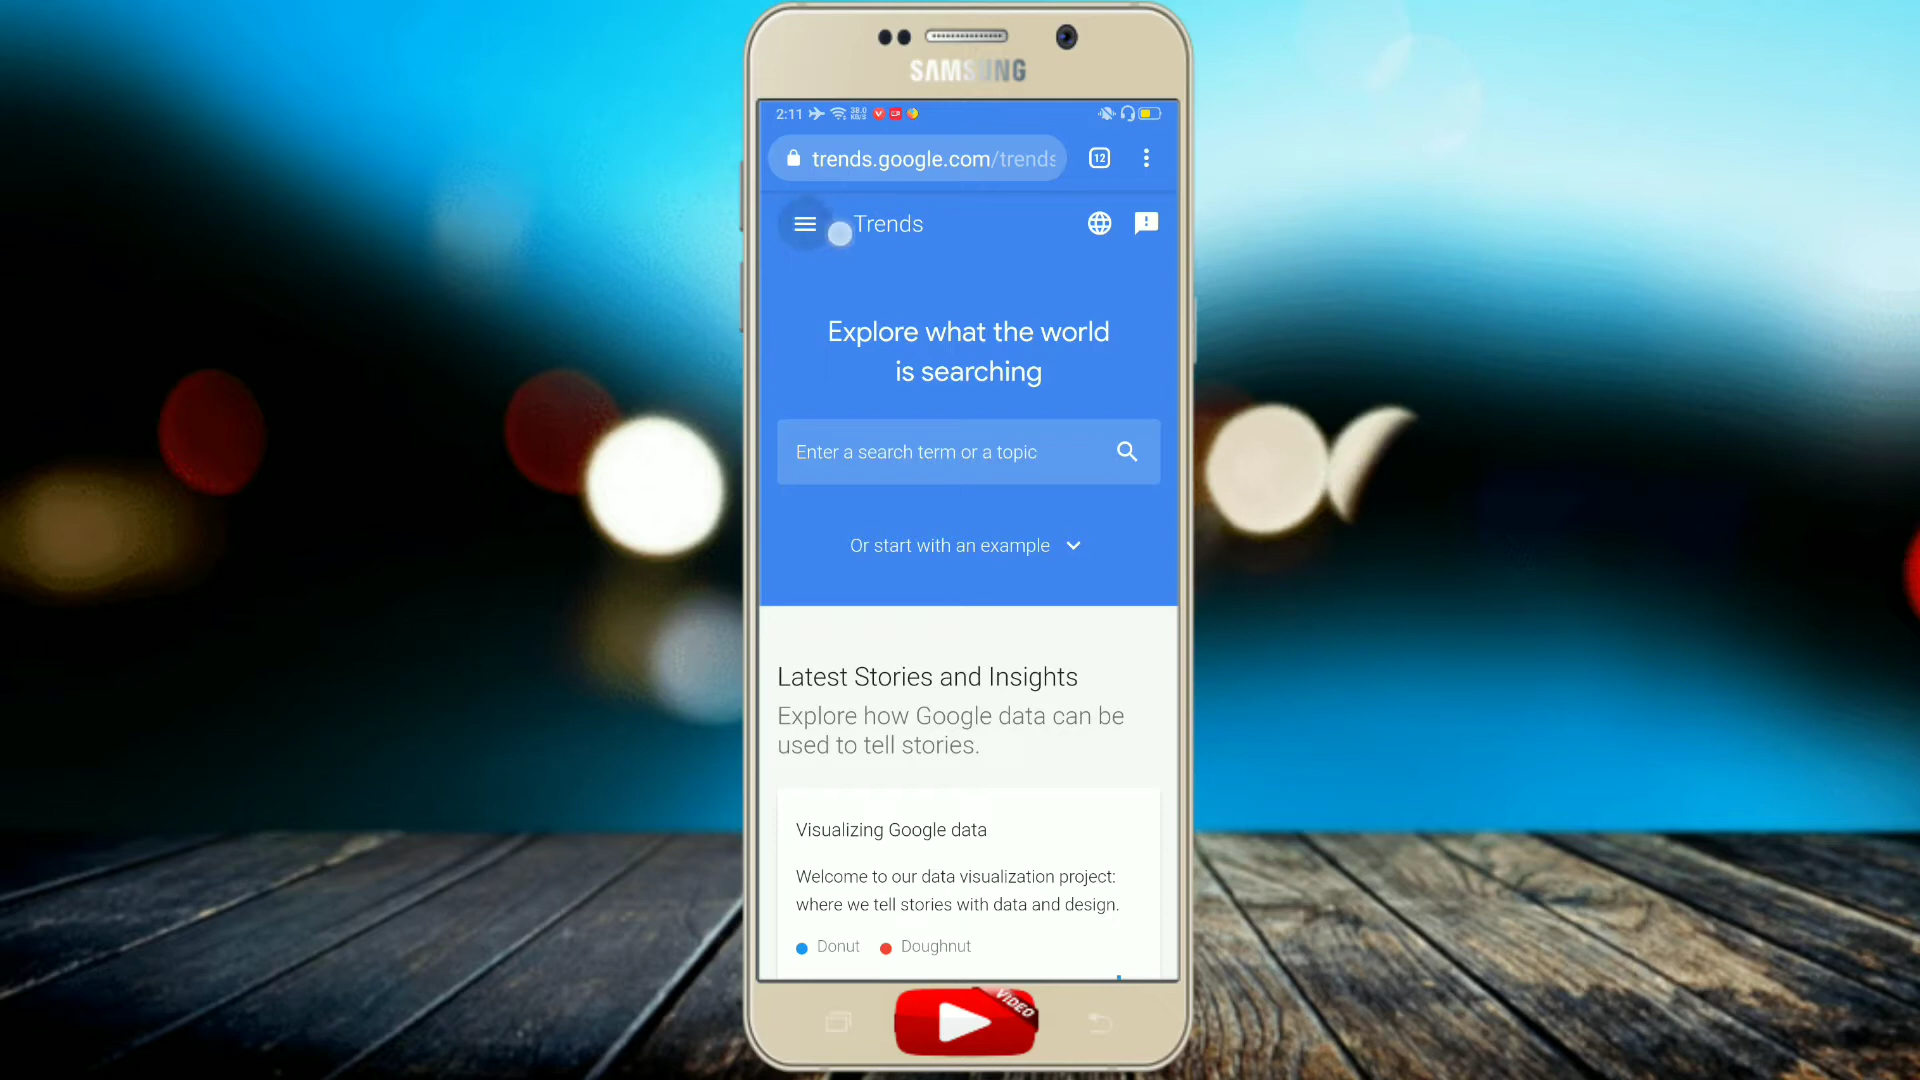 SAMSUNG
2:11 38.0 KB/S
trends.google.com/trends 12
Trends
Explore what the world
is searching
Enter a search term or a topic
Or start with an example
Latest Stories and Insights
Explore how Google data can be
used to tell stories.
Visualizing Google data
Welcome to our data visualization project:
where we tell stories with data and design.
Donut Doughnut
VIDEO